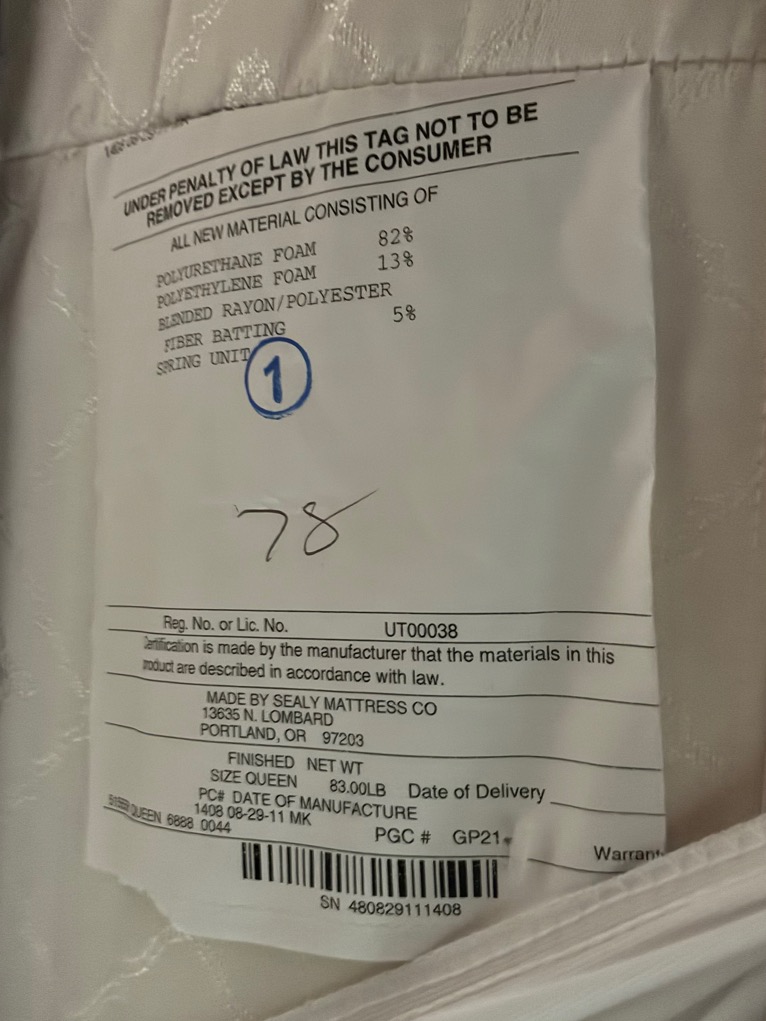 UNDER PENALTY OF LAW THIS TAG NOT TO BE
REMOVED EXCEPT BY THE CONSUMER
ALL NEW MATERIAL CONSISTING OF
POLYURETHANE FOAM 82%
POLYETHYLENE FOAM 13%
BLENDED RAYON/POLYESTER
FIBER BATTING 5%
SPRING UNIT
1
78
Reg. No. or Lic. No. UT00038
Certification is made by the manufacturer that the materials in this
product are described in accordance with law.
MADE BY SEALY MATTRESS CO
13635 N. LOMBARD
PORTLAND, OR 97203
FINISHED NET WT
SIZE QUEEN 83.00LB Date of Delivery
PC# DATE OF MANUFACTURE
1408 08-29-11 MK
QUEEN 6888 0044 PGC # GP21
Warrant
SN 480829111408